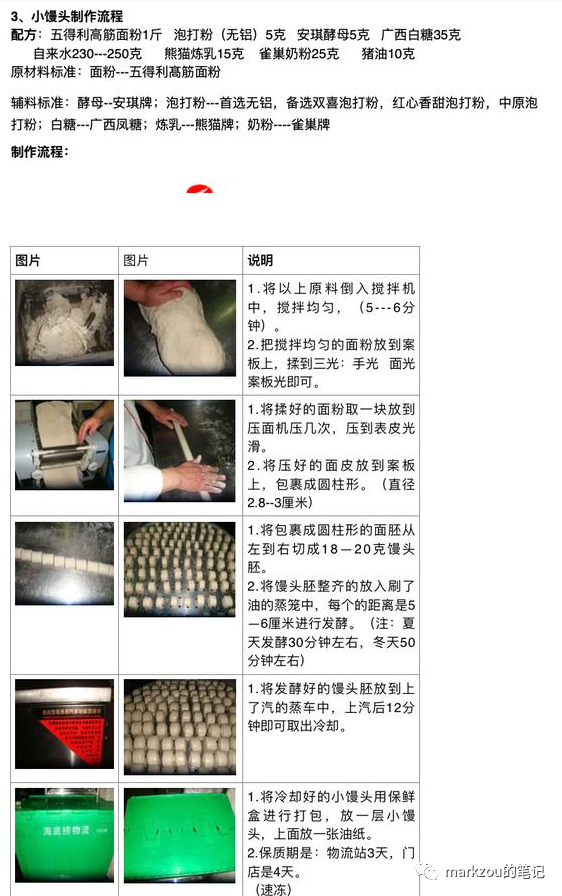 3、小馒头制作流程
配方：五得利高筋面粉1斤 泡打粉（无铝）5克 安琪酵母5克 广西白糖35克
自来水230---250克 熊猫炼乳15克 雀巢奶粉25克 猪油10克
原材料标准：面粉---五得利高筋面粉
辅料标准：酵母--安琪牌；泡打粉---首选无铝，备选双喜泡打粉，红心香甜泡打粉，中原泡
打粉；白糖---广西凤糖；炼乳---熊猫牌；奶粉----雀巢牌
制作流程：
图片 图片 说明
1.将以上原料倒入搅拌机
中，搅拌均匀，（5---6分
钟）。
2.把搅拌均匀的面粉放到案
板上，揉到三光：手光 面光
案板光即可。
1.将揉好的面粉取一块放到
压面机压几次，压到表皮光
滑。
2.将压好的面皮放到案板
上，包裹成圆柱形。（直径
2.8--3厘米）
1.将包裹成圆柱形的面胚从
左到右切成18－20克馒头
胚。
2.将馒头胚整齐的放入刷了
油的蒸笼中，每个的距离是5
－6厘米进行发酵。（注：夏
天发酵30分钟左右，冬天50
分钟左右）
1.将发酵好的馒头胚放到上
了汽的蒸车中，上汽后12分
钟即可取出冷却。
海底捞物流
1.将冷却好的小馒头用保鲜
盒进行打包，放一层小馒
头，上面放一张油纸。
2.保质期是：物流站3天，门
店是4天。
（速冻）
markzou的笔记